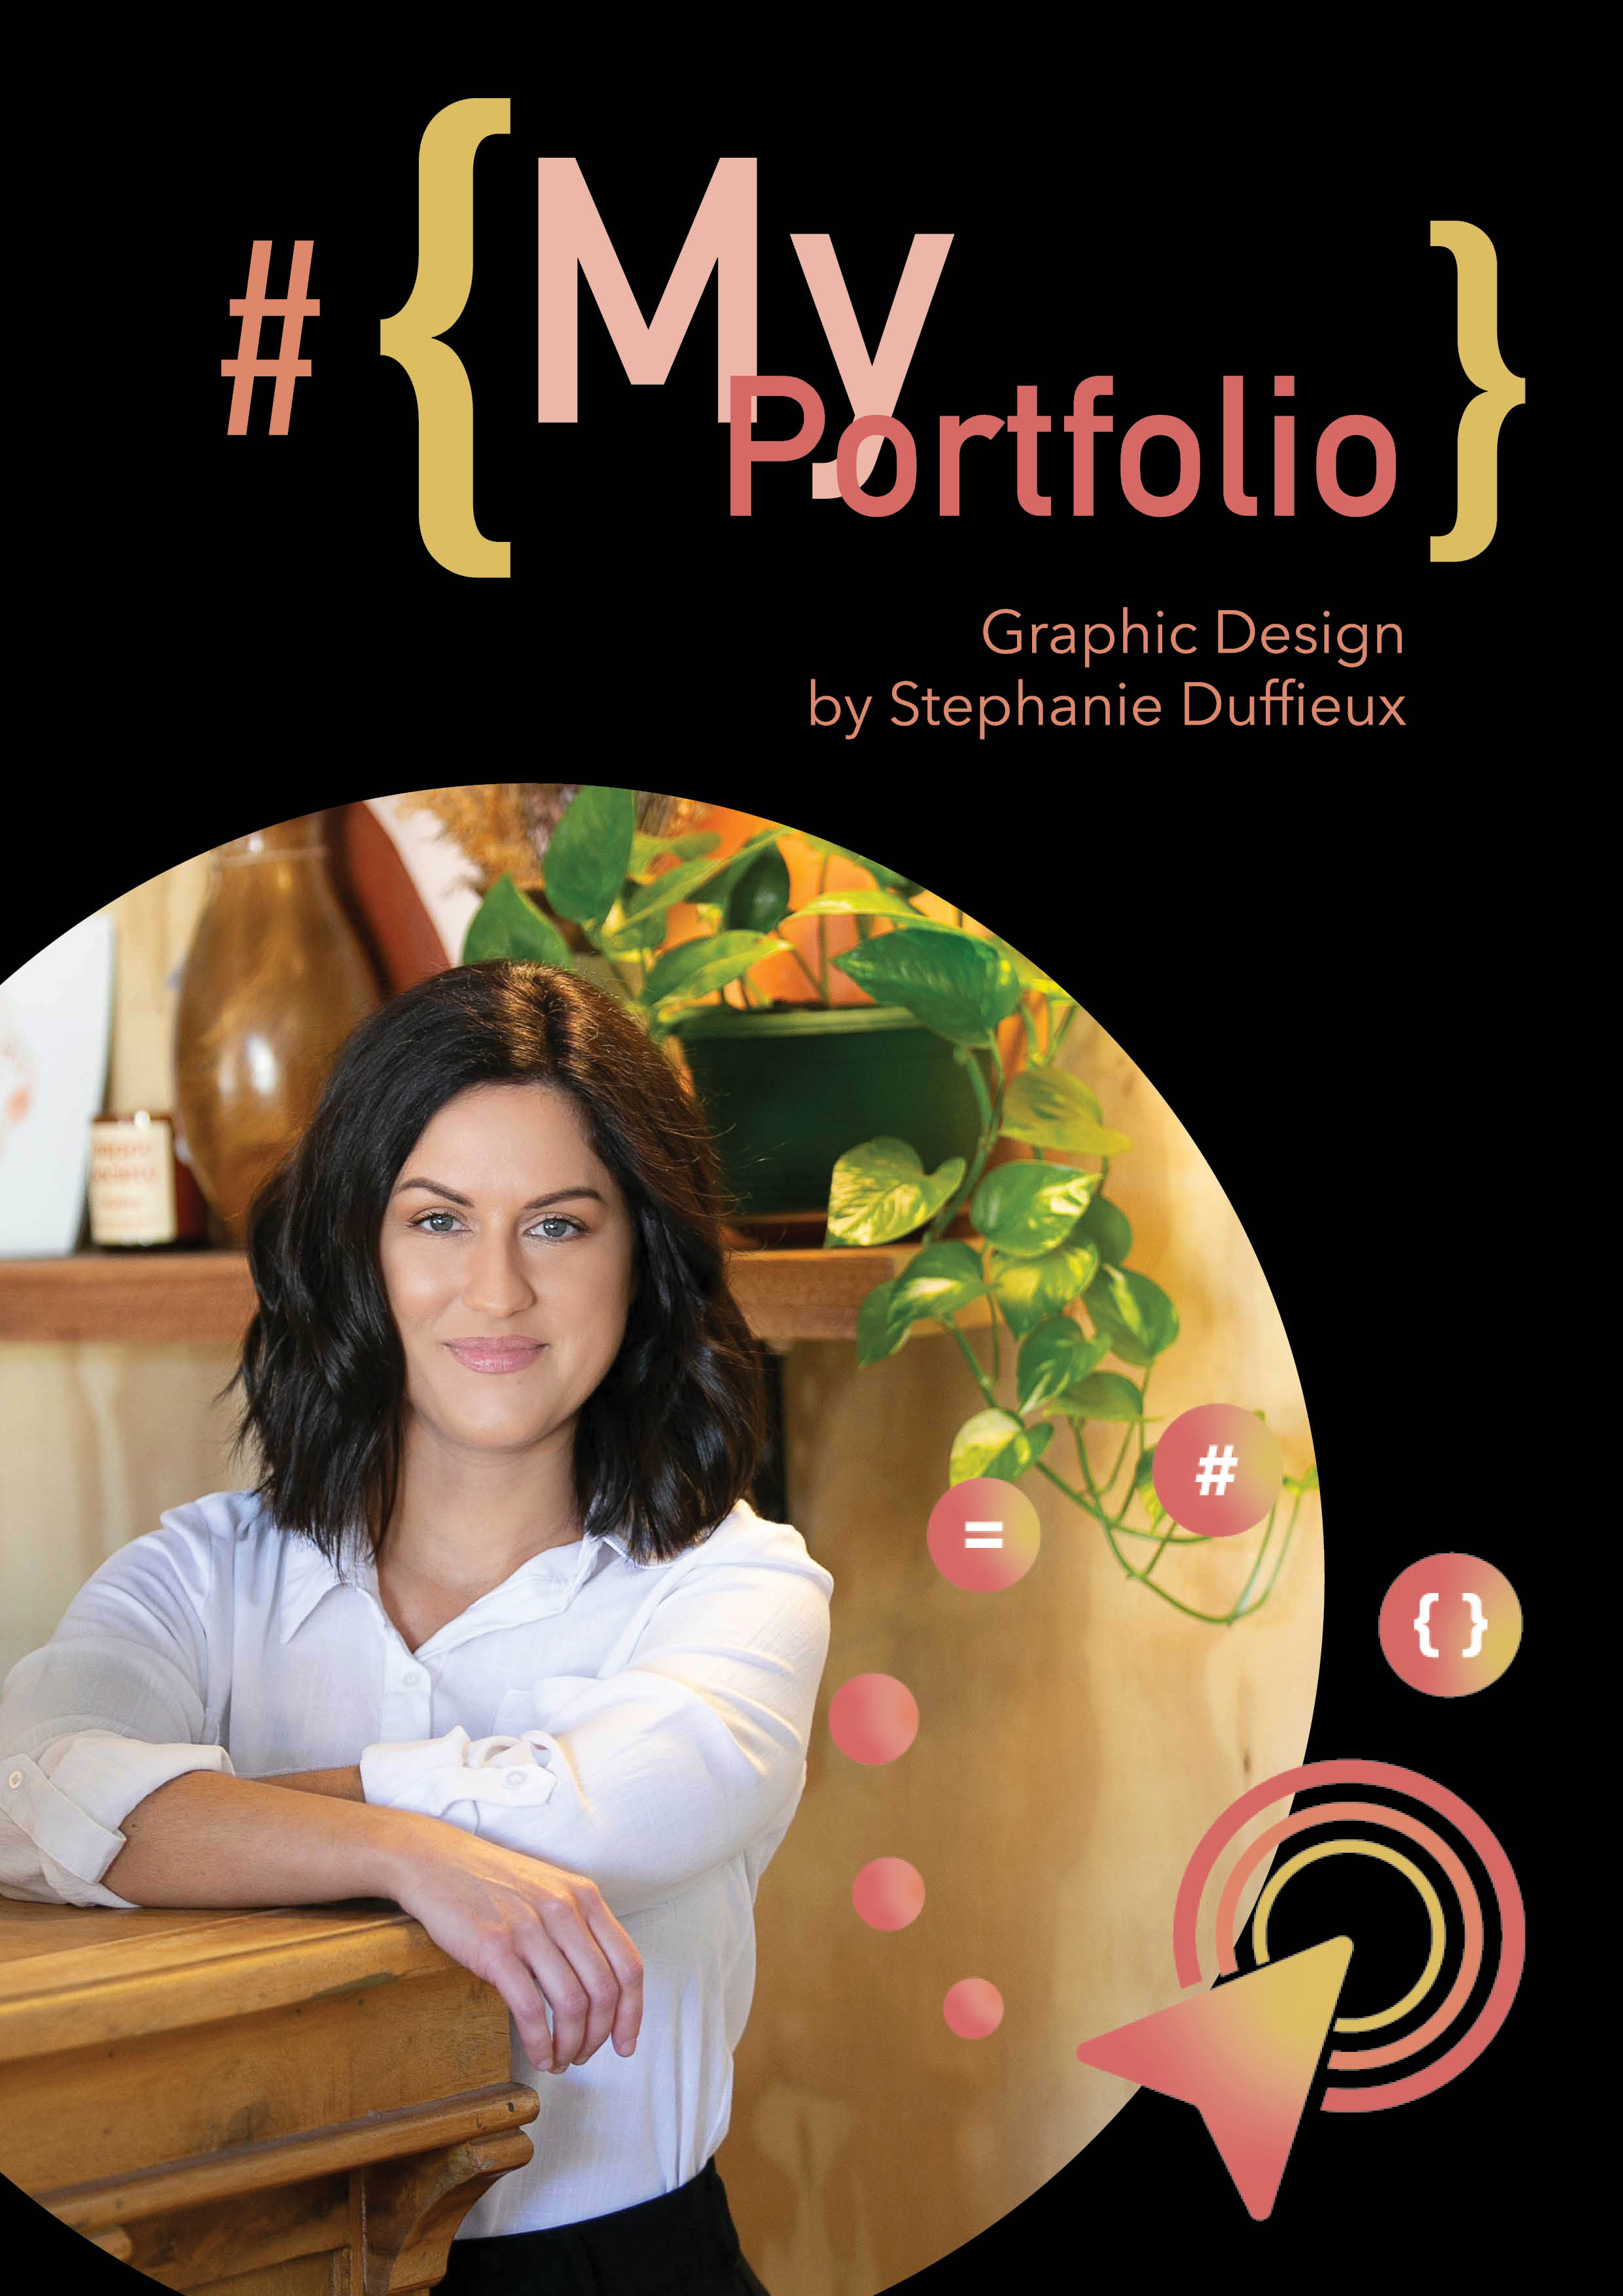 # {My
Portfolio}
Graphic Design
by Stephanie Duffieux
#
=
{ }